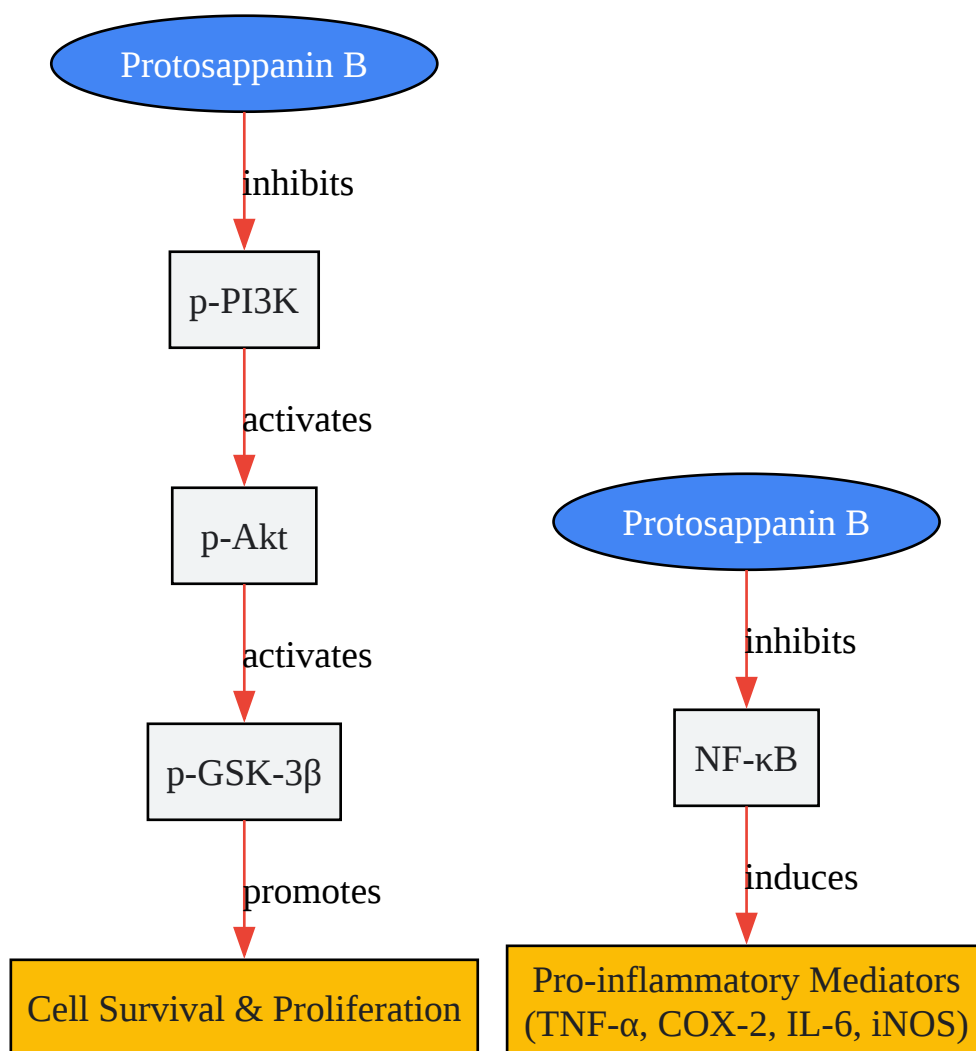 Protosappanin B
inhibits
p-PI3K
activates
p-Akt
activates
p-GSK-3β
promotes
Cell Survival & Proliferation
Protosappanin B
inhibits
NF-κB
induces
Pro-inflammatory Mediators
(TNF-α, COX-2, IL-6, iNOS)